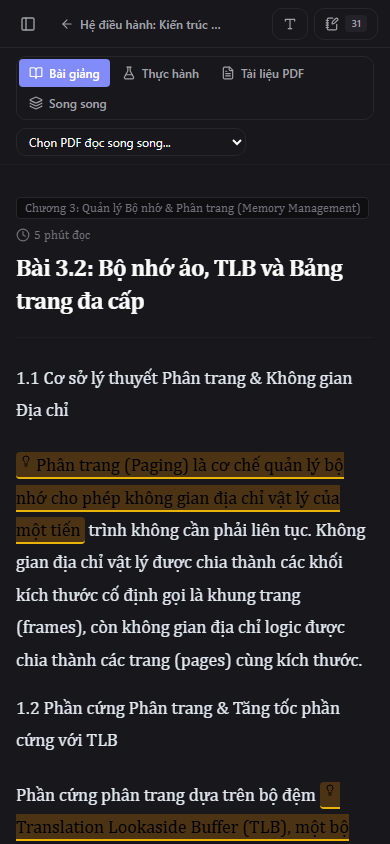 Hệ điều hành: Kiến trúc ...
31
Bài giảng
Thực hành
Tài liệu PDF
Song song
Chọn PDF đọc song song...
Chương 3: Quản lý Bộ nhớ & Phân trang (Memory Management)
5 phút đọc
Bài 3.2: Bộ nhớ ảo, TLB và Bảng
trang đa cấp
1.1 Cơ sở lý thuyết Phân trang & Không gian
Địa chỉ
Phân trang (Paging) là cơ chế quản lý bộ
nhớ cho phép không gian địa chỉ vật lý của
một tiến trình không cần phải liên tục. Không
gian địa chỉ vật lý được chia thành các khối
kích thước cố định gọi là khung trang
(frames), còn không gian địa chỉ logic được
chia thành các trang (pages) cùng kích thước.
1.2 Phần cứng Phân trang & Tăng tốc phần
cứng với TLB
Phần cứng phân trang dựa trên bộ đệm
Translation Lookaside Buffer (TLB), một bộ